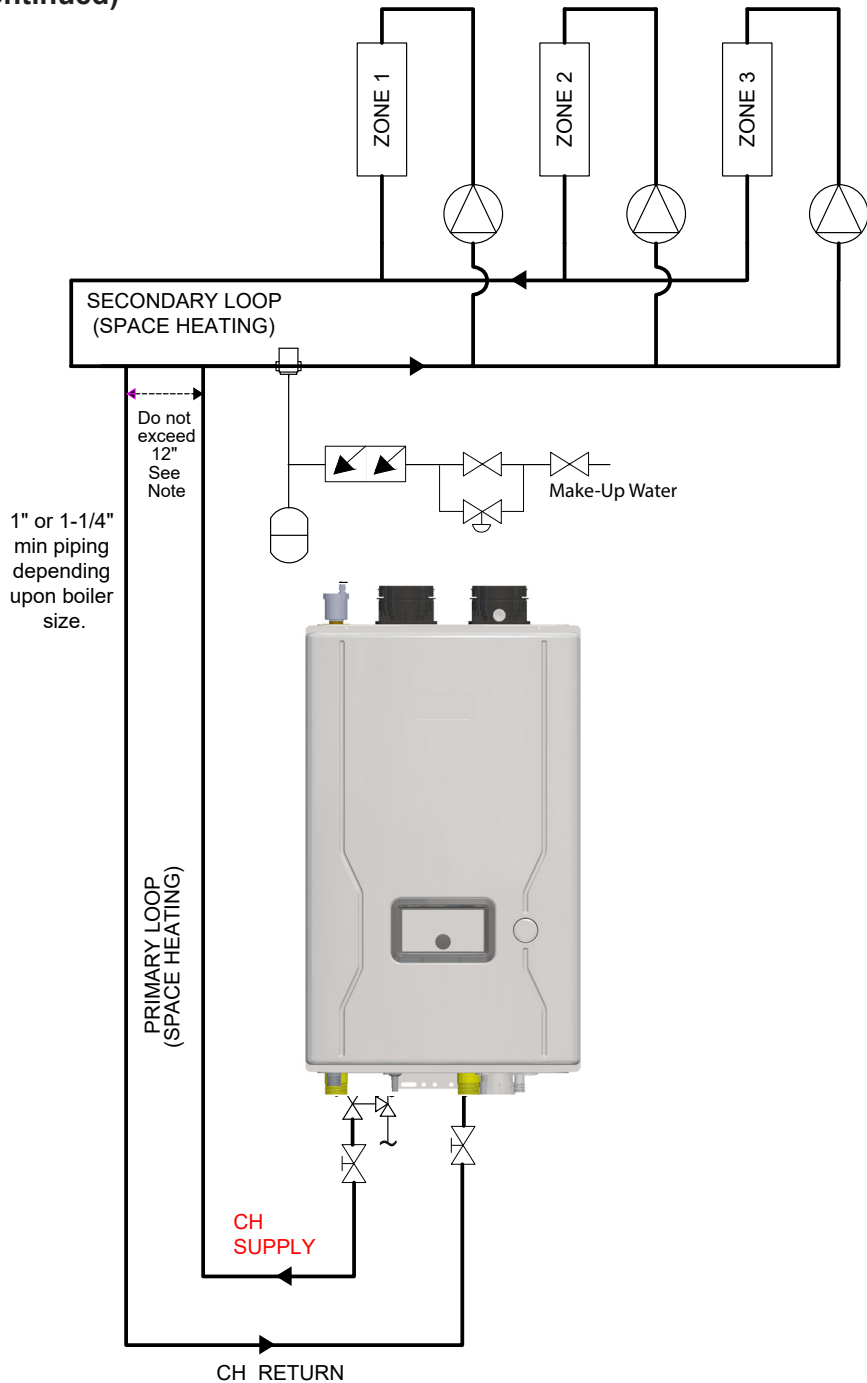 ZONE 1
ZONE 2
ZONE 3
SECONDARY LOOP
(SPACE HEATING)
Do not
exceed
12"
See
Note
Make-Up Water
1" or 1-1/4"
min piping
depending
upon boiler
size.
PRIMARY LOOP
(SPACE HEATING)
CH
SUPPLY
CH RETURN